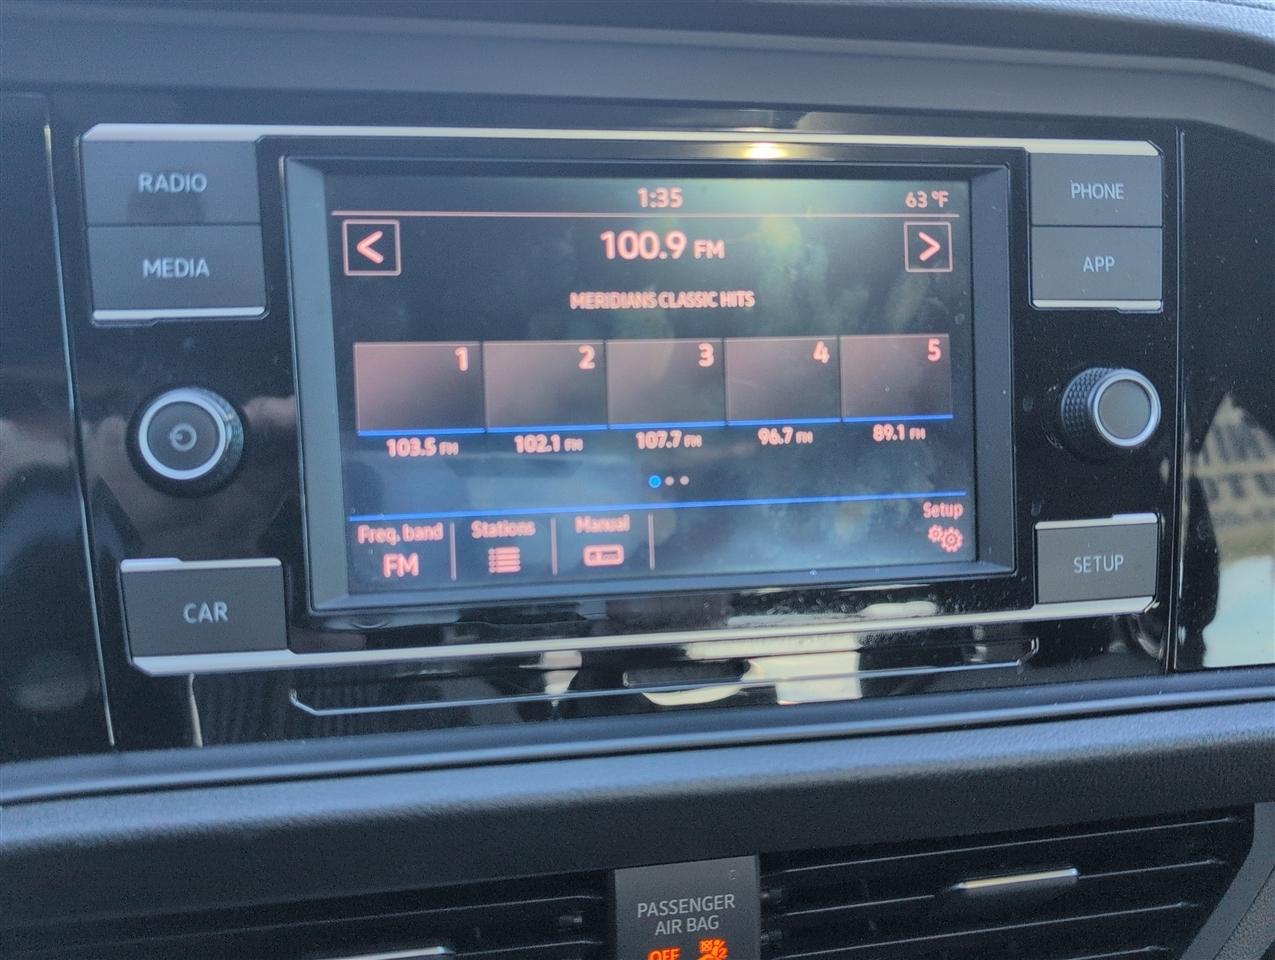 RADIO
MEDIA
CAR
1:35
63 °F
<
100.9 FM
>
MERIDIANS CLASSIC HITS
1 2 3 4 5
103.5 FM 102.1 FM 107.7 FM 96.7 FM 89.1 FM
Freq. band Stations Manual Setup
FM
PHONE
APP
SETUP
PASSENGER
AIR BAG
OFF